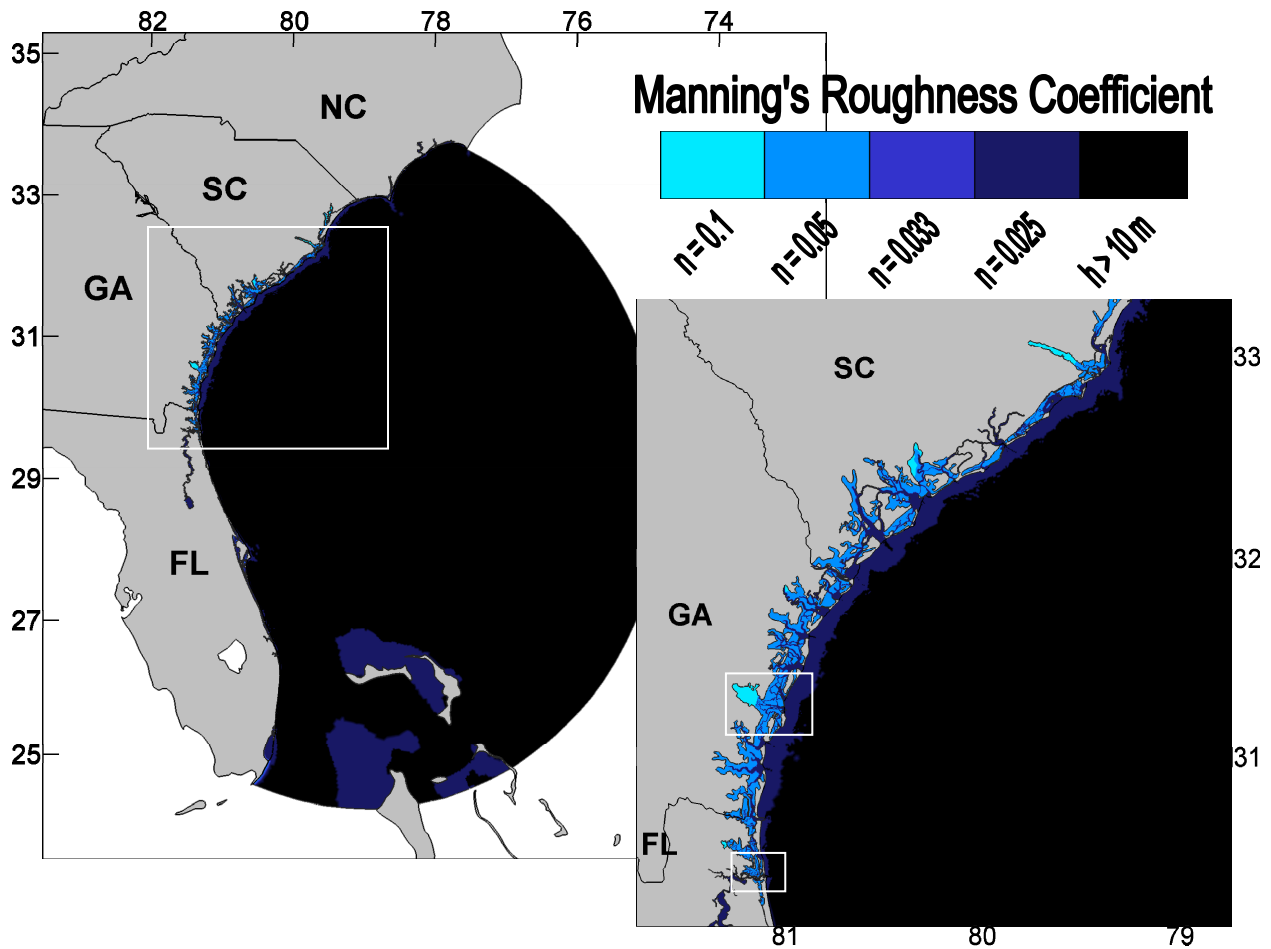 82 80 78 76 74
35
33
31
29
27
25
NC
SC
GA
FL
Manning's Roughness Coefficient
n = 0.1 n = 0.05 n = 0.033 n = 0.025 h > 10 m
SC
GA
FL
33
32
31
81 80 79